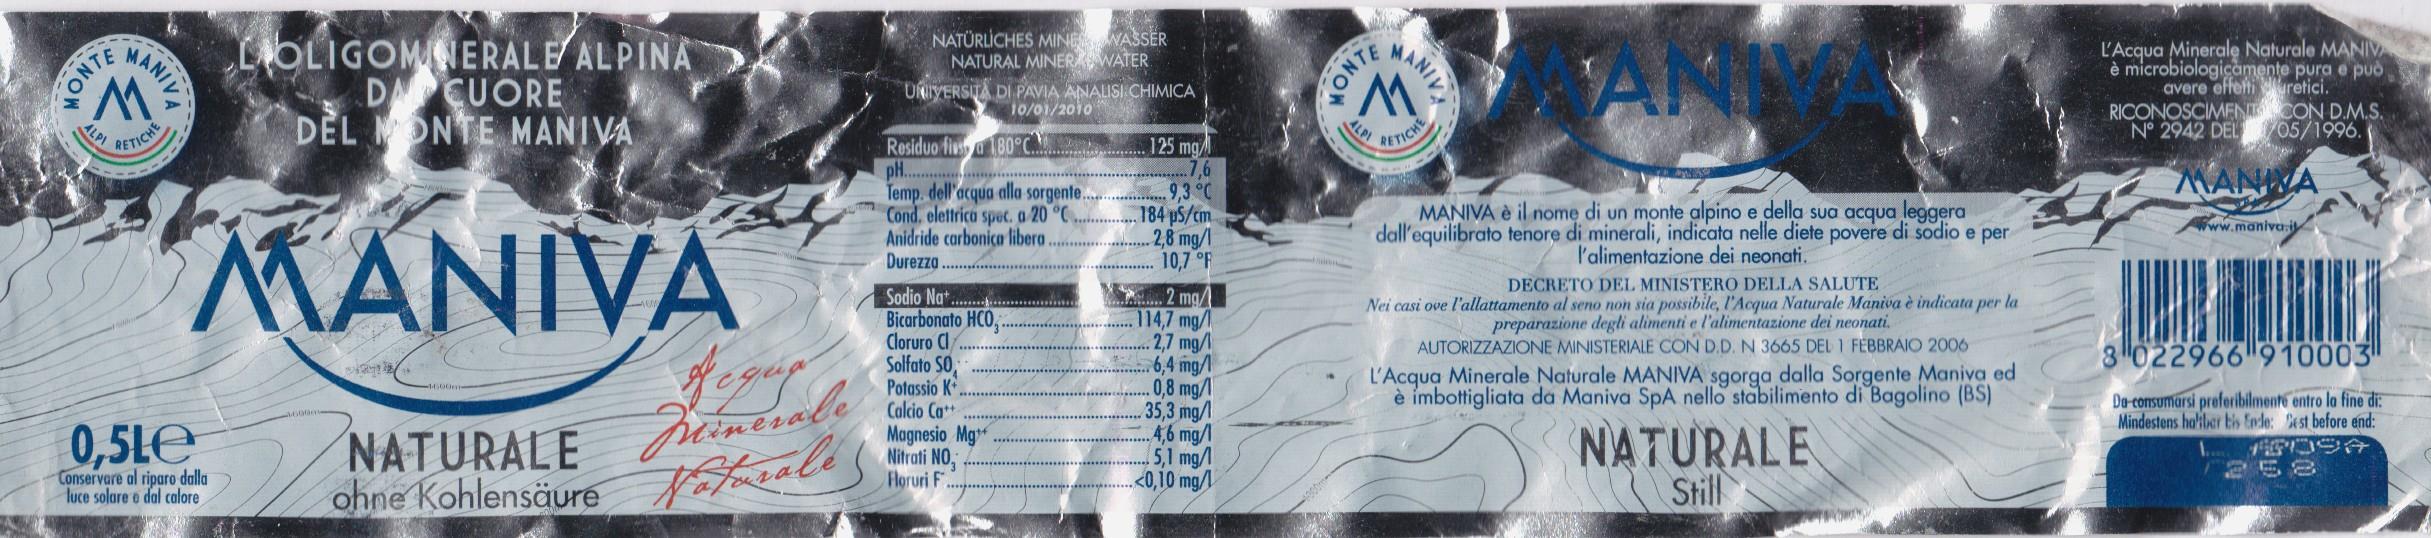 MONTE MANIVA
ALPI RETICHE
L'OLIGOMINERALE ALPINA
DAL CUORE
DEL MONTE MANIVA
MANIVA
1600m
NATURALE
ohne Kohlensäure
Acqua
Minerale
Naturale
0,5L e
Conservare al riparo dalla
luce solare e dal calore
NATÜRLICHES MINERALWASSER
NATURAL MINERAL WATER
UNIVERSITÀ DI PAVIA ANALISI CHIMICA
10/01/2010
Residuo fisso a 180°C 125 mg/l
pH 7,6
Temp. dell'acqua alla sorgente 9,3 °C
Cond. elettrica spec. a 20 °C 184 µS/cm
Anidride carbonica libera 2,8 mg/l
Durezza 10,7 °F
Sodio Na⁺ 2 mg/l
Bicarbonato HCO₃⁻ 114,7 mg/l
Cloruro Cl⁻ 2,7 mg/l
Solfato SO₄⁻⁻ 6,4 mg/l
Potassio K⁺ 0,8 mg/l
Calcio Ca⁺⁺ 35,3 mg/l
Magnesio Mg⁺⁺ 4,6 mg/l
Nitrati NO₃⁻ 5,1 mg/l
Floruri F⁻ <0,10 mg/l
MONTE MANIVA
ALPI RETICHE
MANIVA
MANIVA è il nome di un monte alpino e della sua acqua leggera
dall'equilibrato tenore di minerali, indicata nelle diete povere di sodio e per
l'alimentazione dei neonati.
DECRETO DEL MINISTERO DELLA SALUTE
Nei casi ove l'allattamento al seno non sia possibile, l'Acqua Naturale Maniva è indicata per la
preparazione degli alimenti e l'alimentazione dei neonati.
AUTORIZZAZIONE MINISTERIALE CON D.D. N 3665 DEL 1 FEBBRAIO 2006
L'Acqua Minerale Naturale MANIVA sgorga dalla Sorgente Maniva ed
è imbottigliata da Maniva SpA nello stabilimento di Bagolino (BS)
NATURALE
Still
L'Acqua Minerale Naturale MANIVA
è microbiologicamente pura e può
avere effetti diuretici.
RICONOSCIMENTO CON D.M.S.
N° 2942 DEL /05/1996.
MANIVA
SPA
www.maniva.it
8 022966 910003
Da consumarsi preferibilmente entro la fine di:
Mindestens haltbar bis Ende: Best before end:
258